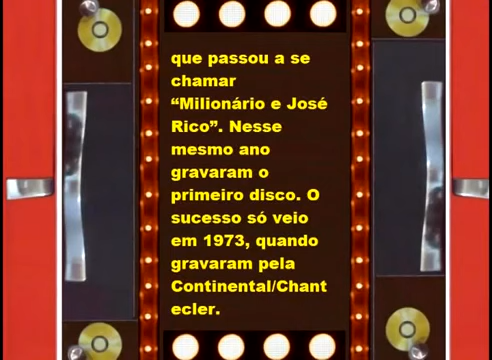 que passou a se
chamar
“Milionário e José
Rico”. Nesse
mesmo ano
gravaram o
primeiro disco. O
sucesso só veio
em 1973, quando
gravaram pela
Continental/Chant
ecler.